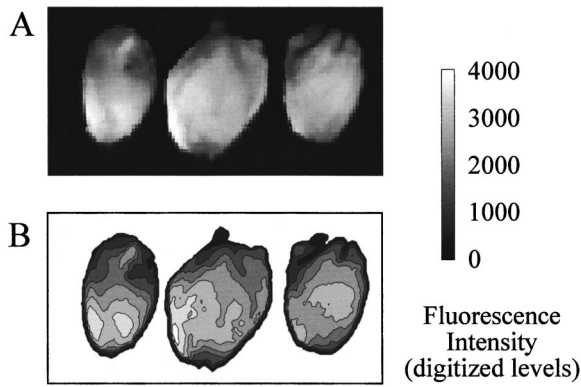 A
4000
3000
2000
1000
0
B
Fluorescence
Intensity
(digitized levels)